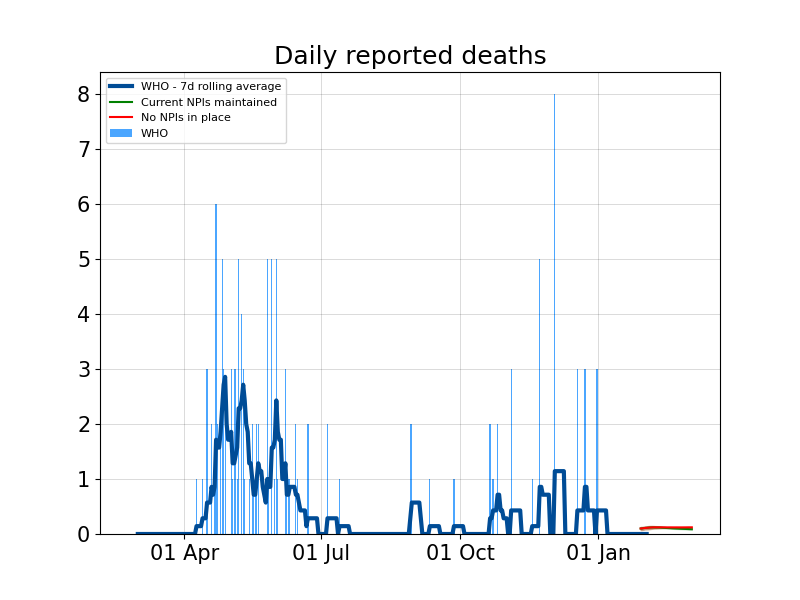 Daily reported deaths
WHO - 7d rolling average
Current NPIs maintained
No NPIs in place
WHO
8
7
6
5
4
3
2
1
0
01 Apr
01 Jul
01 Oct
01 Jan